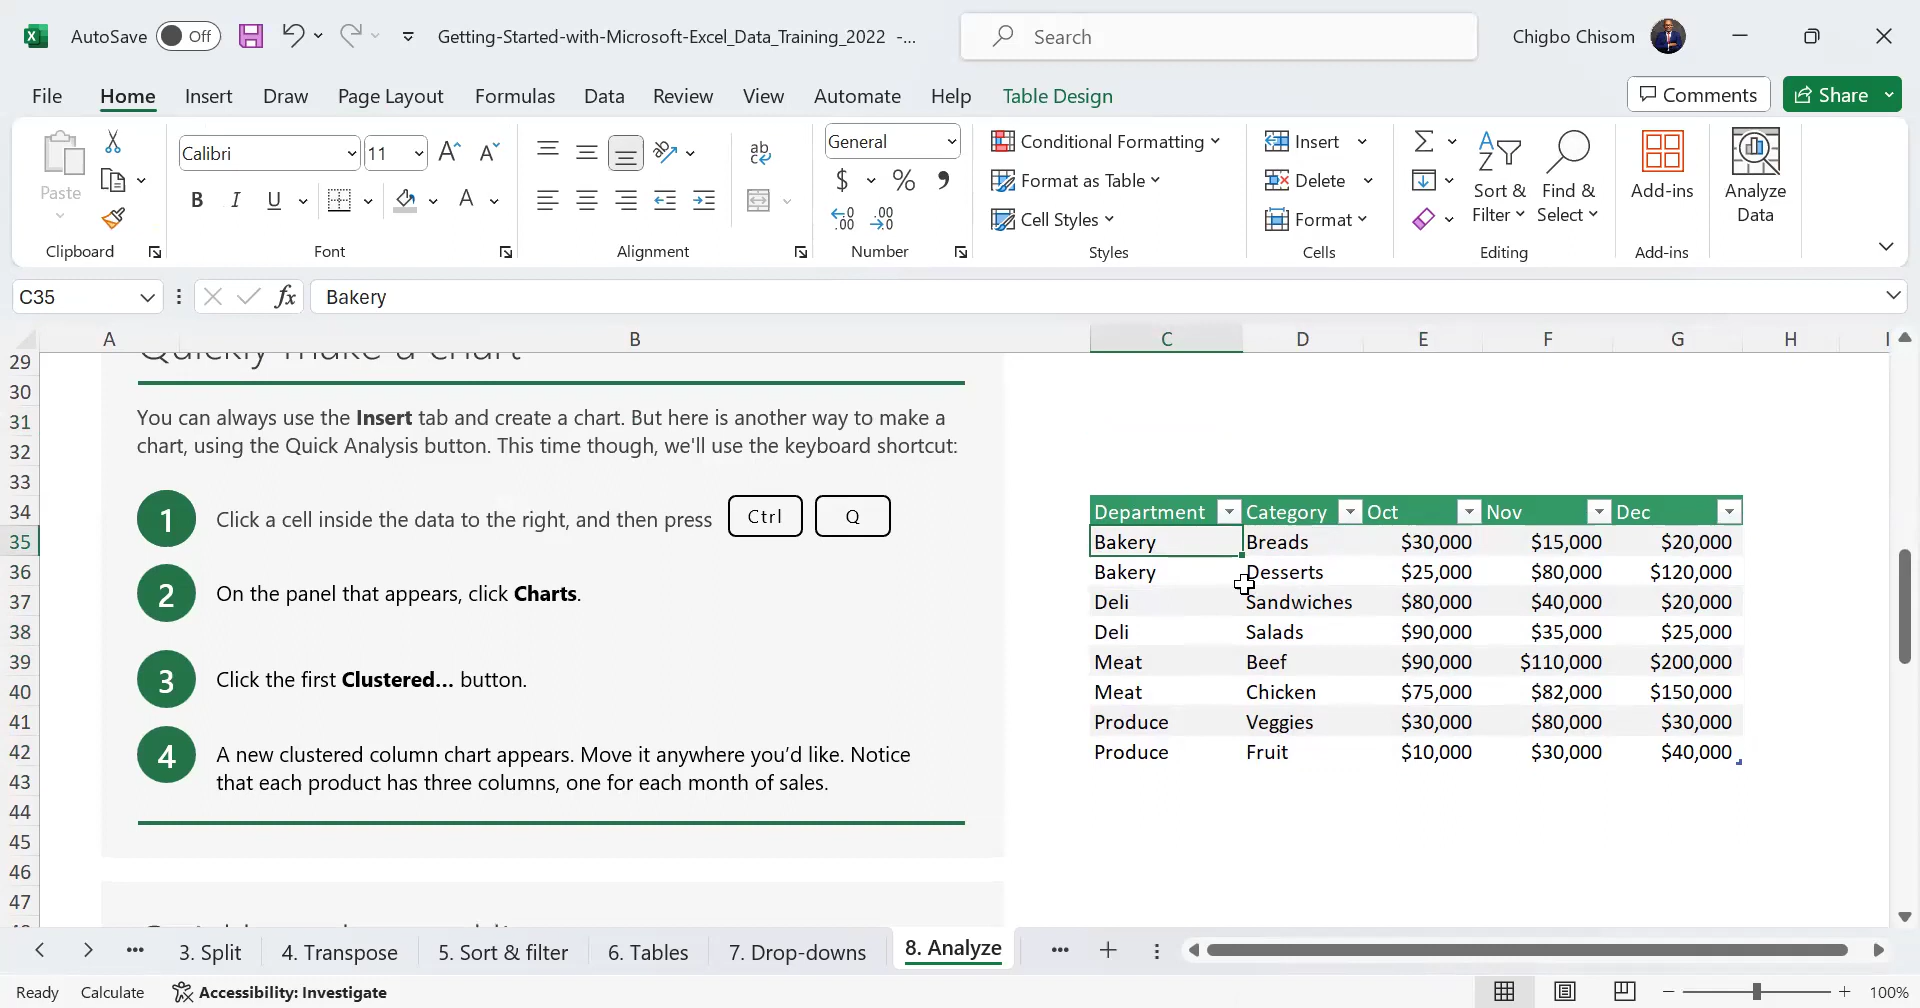 AutoSave Off Getting-Started-with-Microsoft-Excel_Data_Training_2022 -... Search Chigbo Chisom
File Home Insert Draw Page Layout Formulas Data Review View Automate Help Table Design Comments Share
Paste Calibri 11 B I U A ab General $ % Conditional Formatting Format as Table Cell Styles Insert Delete Format Sort & Filter Find & Select Add-ins Analyze Data
Clipboard Font Alignment Number Styles Cells Editing Add-ins
C35 fx Bakery
A B C D E F G H I
29 Quickly make a chart
30
31 You can always use the Insert tab and create a chart. But here is another way to make a
32 chart, using the Quick Analysis button. This time though, we'll use the keyboard shortcut:
33
34 1 Click a cell inside the data to the right, and then press Ctrl Q Department Category Oct Nov Dec
35 Bakery Breads $30,000 $15,000 $20,000
36 2 On the panel that appears, click Charts. Bakery Desserts $25,000 $80,000 $120,000
37 Deli Sandwiches $80,000 $40,000 $20,000
38 Deli Salads $90,000 $35,000 $25,000
39 3 Click the first Clustered... button. Meat Beef $90,000 $110,000 $200,000
40 Meat Chicken $75,000 $82,000 $150,000
41 Produce Veggies $30,000 $80,000 $30,000
42 4 A new clustered column chart appears. Move it anywhere you'd like. Notice Produce Fruit $10,000 $30,000 $40,000
43 that each product has three columns, one for each month of sales.
44
45
46
47
3. Split 4. Transpose 5. Sort & filter 6. Tables 7. Drop-downs 8. Analyze
Ready Calculate Accessibility: Investigate 100%